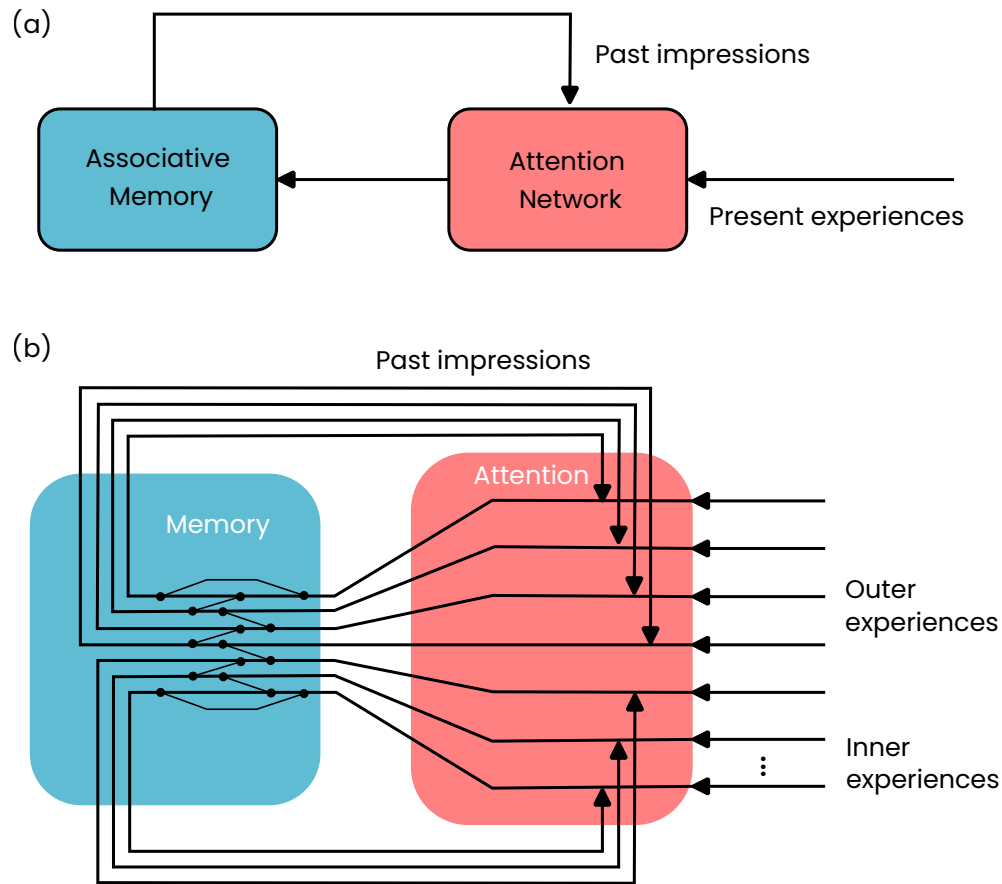 (a)
Past impressions
Associative
Memory
Attention
Network
Present experiences
(b)
Past impressions
Attention
Memory
Outer
experiences
Inner
experiences
...